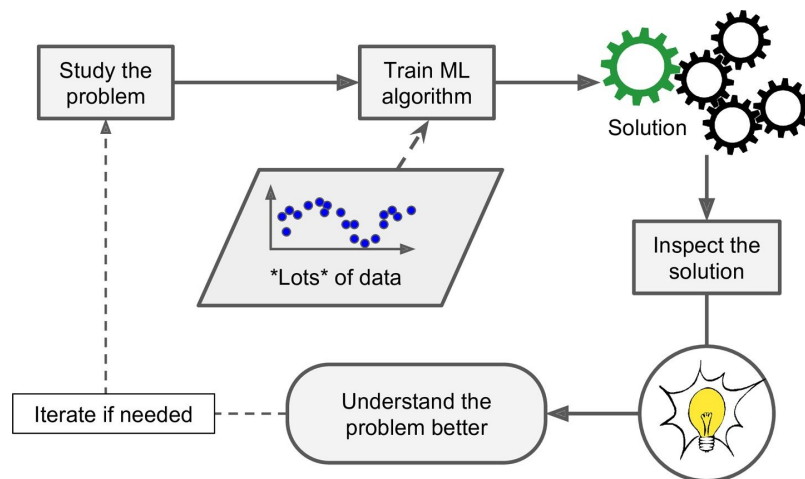 Study the
problem
Train ML
algorithm
Solution
*Lots* of data
Inspect the
solution
Understand the
problem better
Iterate if needed